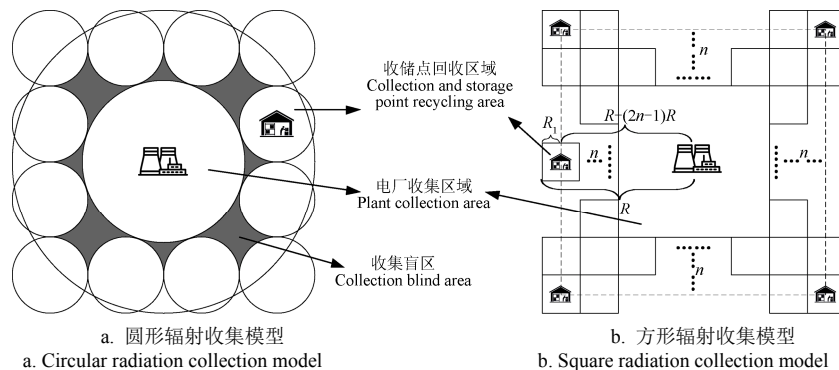 收储点回收区域
Collection and storage
point recycling area
电厂收集区域
Plant collection area
收集盲区
Collection blind area
a. 圆形辐射收集模型
a. Circular radiation collection model
n
R-(2n-1)R
R₁
n
n
R
n
b. 方形辐射收集模型
b. Square radiation collection model